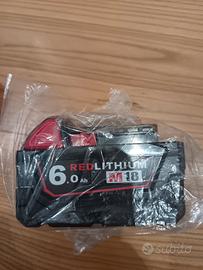 REDLITHIUM
6.0Ah
M18
subito